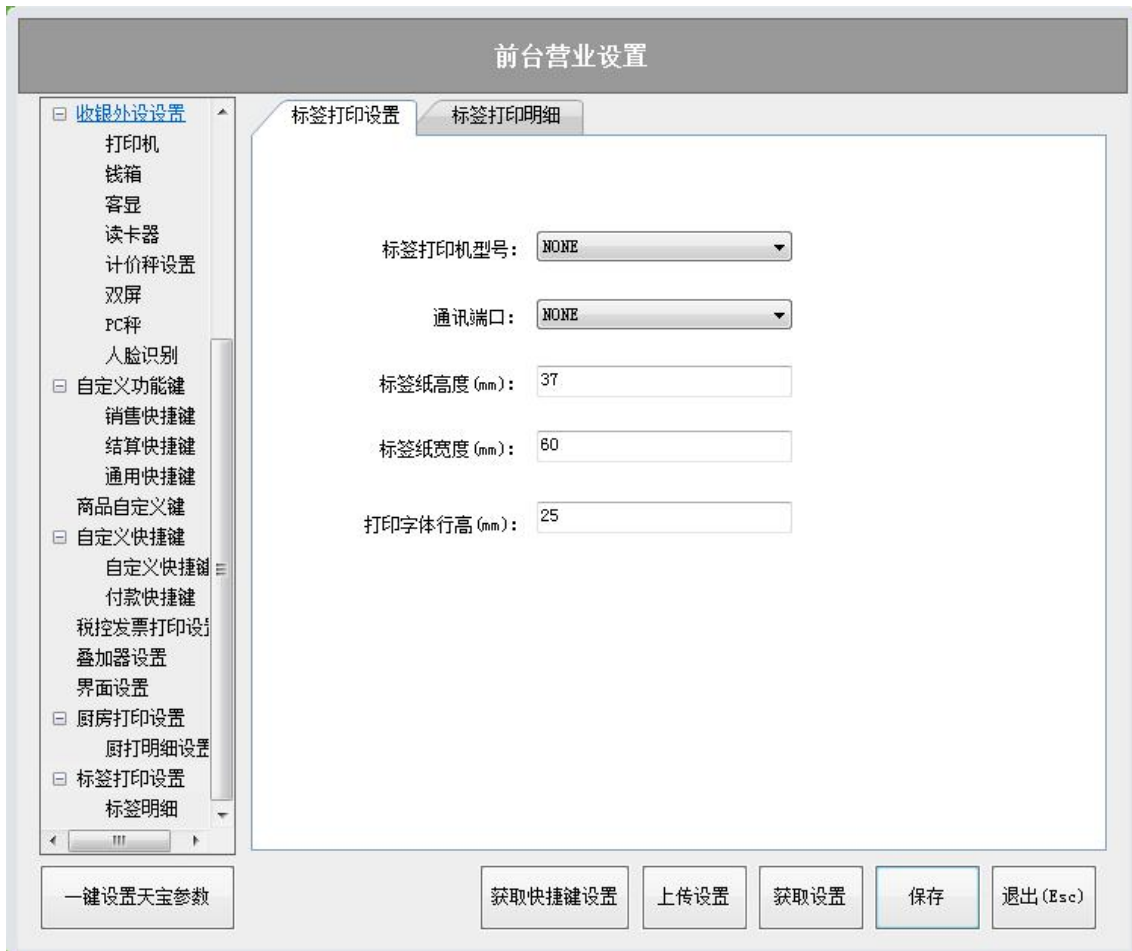 前台营业设置
收银外设设置
打印机
钱箱
客显
读卡器
计价秤设置
双屏
PC秤
人脸识别
自定义功能键
销售快捷键
结算快捷键
通用快捷键
商品自定义键
自定义快捷键
自定义快捷键
付款快捷键
税控发票打印设
叠加器设置
界面设置
厨房打印设置
厨打明细设置
标签打印设置
标签明细
标签打印设置 标签打印明细
标签打印机型号： NONE
通讯端口： NONE
标签纸高度(mm)： 37
标签纸宽度(mm)： 60
打印字体行高(mm)： 25
一键设置天宝参数 获取快捷键设置 上传设置 获取设置 保存 退出(Esc)